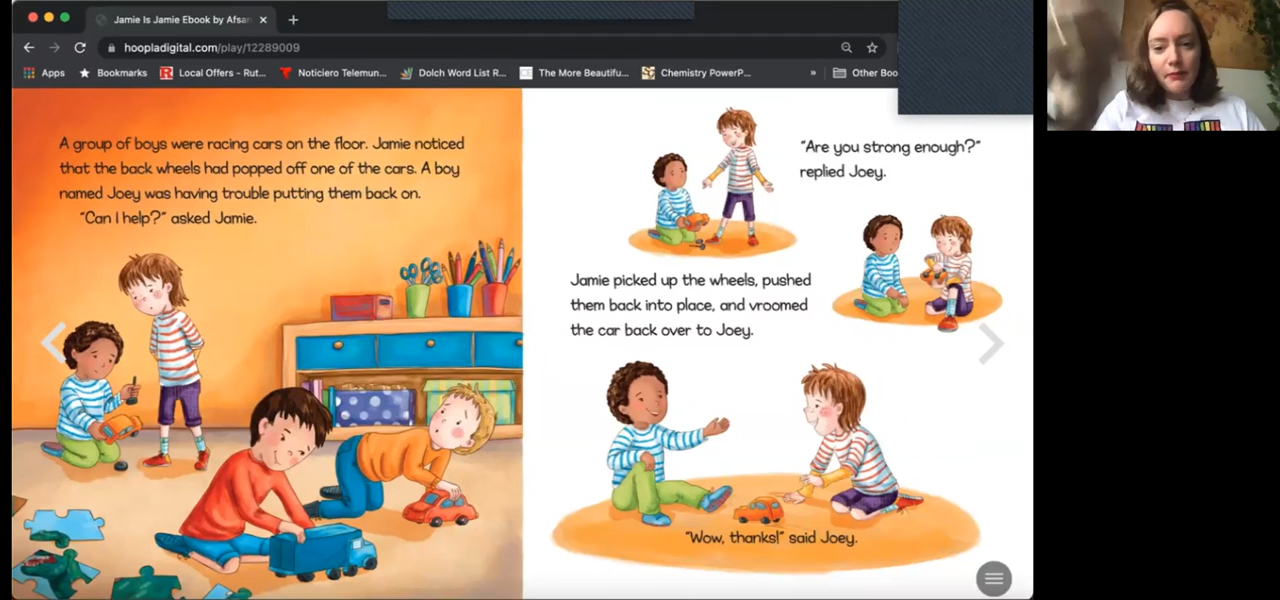 Jamie Is Jamie Ebook by Afsan
hoopladigital.com/play/12289009
Apps Bookmarks Local Offers - Rut... Noticiero Telemun... Dolch Word List R... The More Beautifu... Chemistry PowerP... » Other Boo
A group of boys were racing cars on the floor. Jamie noticed
that the back wheels had popped off one of the cars. A boy
named Joey was having trouble putting them back on.
"Can I help?" asked Jamie.
"Are you strong enough?"
replied Joey.
Jamie picked up the wheels, pushed
them back into place, and vroomed
the car back over to Joey.
"Wow, thanks!" said Joey.